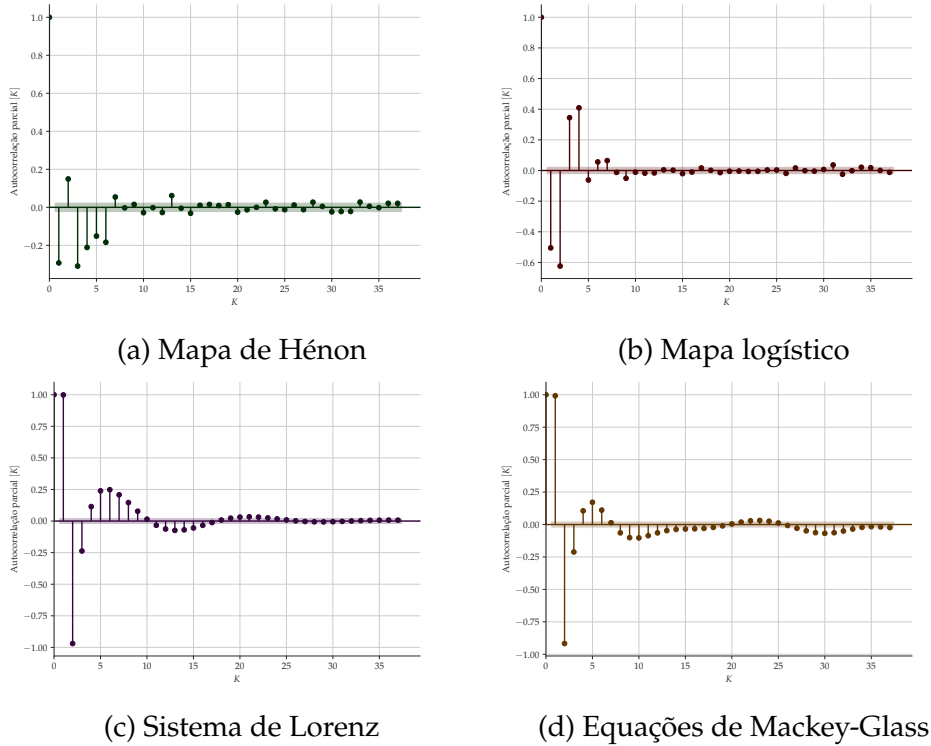 1.0
0.8
0.6
0.4
0.2
0.0
−0.2
Autocorrelação parcial [K]
0 5 10 15 20 25 30 35
K
(a) Mapa de Hénon
1.0
0.8
0.6
0.4
0.2
0.0
−0.2
−0.4
−0.6
Autocorrelação parcial [K]
0 5 10 15 20 25 30 35
K
(b) Mapa logístico
1.00
0.75
0.50
0.25
0.00
−0.25
−0.50
−0.75
−1.00
Autocorrelação parcial [K]
0 5 10 15 20 25 30 35
K
(c) Sistema de Lorenz
1.00
0.75
0.50
0.25
0.00
−0.25
−0.50
−0.75
−1.00
Autocorrelação parcial [K]
0 5 10 15 20 25 30 35
K
(d) Equações de Mackey-Glass